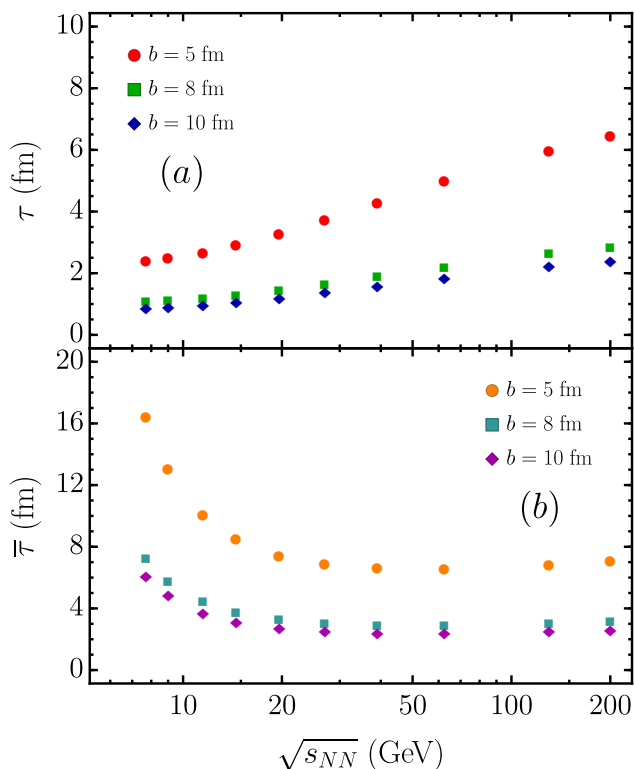 10
8
6
4
2
0
τ (fm)
b = 5 fm
b = 8 fm
b = 10 fm
(a)
20
16
12
8
4
0
τ̅ (fm)
b = 5 fm
b = 8 fm
b = 10 fm
(b)
10 20 50 100 200
√sNN (GeV)